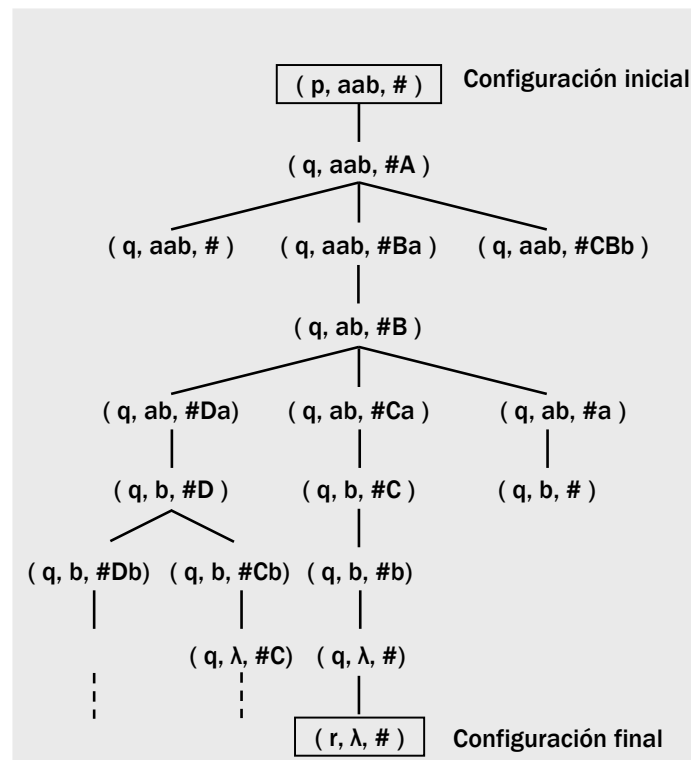 ( p, aab, # ) Configuración inicial
( q, aab, #A )
( q, aab, # ) ( q, aab, #Ba ) ( q, aab, #CBb )
( q, ab, #B )
( q, ab, #Da) ( q, ab, #Ca ) ( q, ab, #a )
( q, b, #D ) ( q, b, #C ) ( q, b, # )
( q, b, #Db) ( q, b, #Cb) ( q, b, #b)
( q, λ, #C) ( q, λ, #)
( r, λ, # ) Configuración final